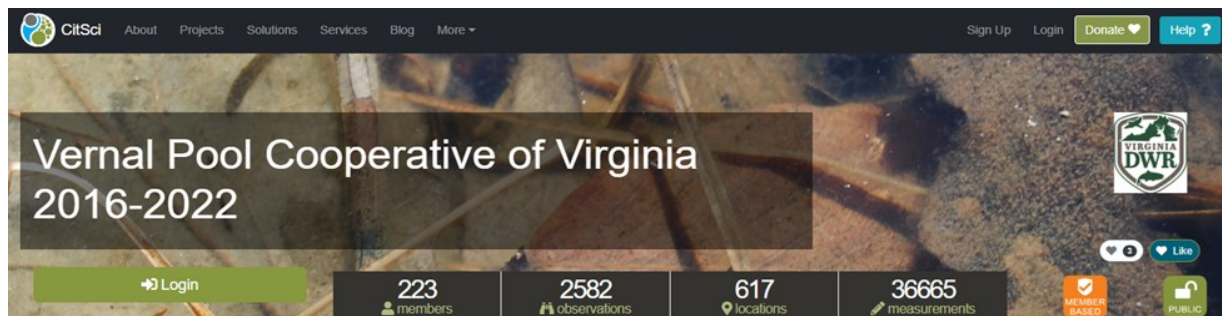 CitSci About Projects Solutions Services Blog More Sign Up Login Donate Help ?
Vernal Pool Cooperative of Virginia
2016-2022
VIRGINIA
DWR
3 Like
Login
223 2582 617 36665
members observations locations measurements
MEMBER
BASED
PUBLIC